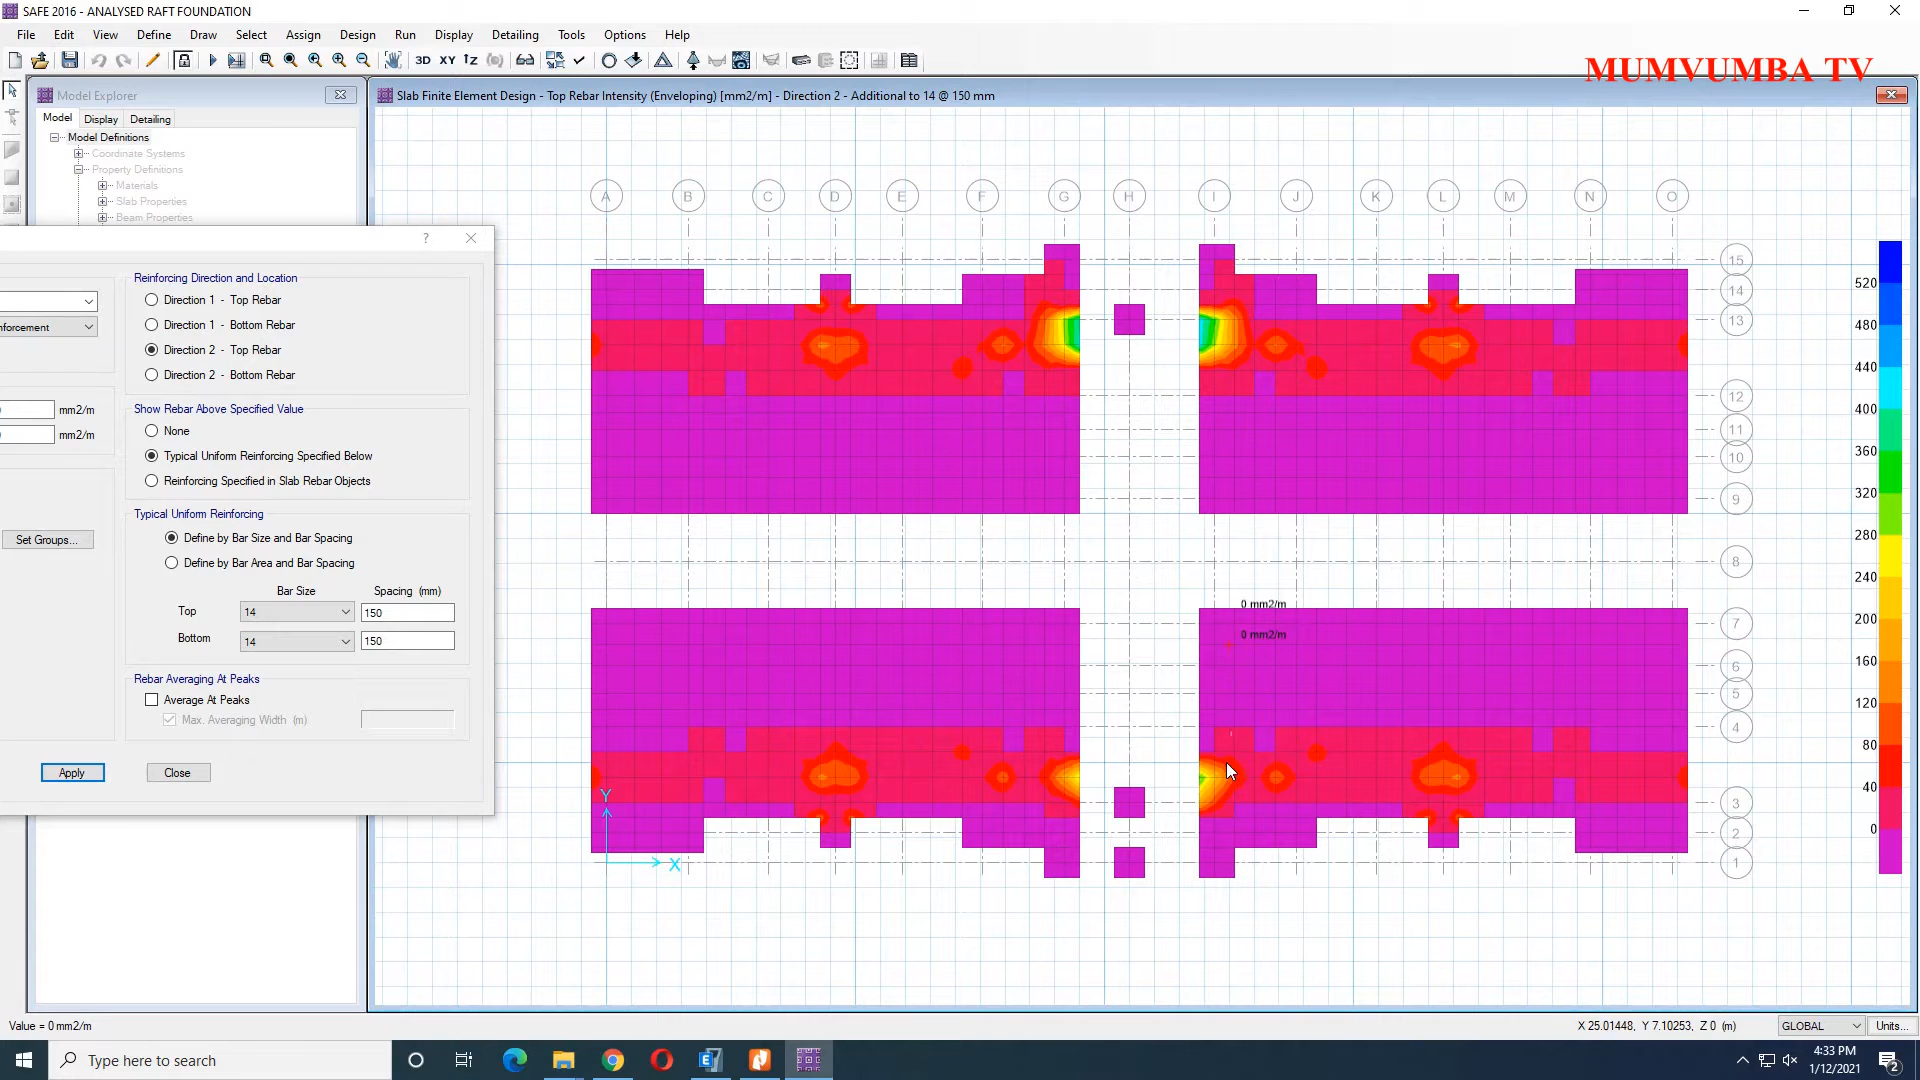 SAFE 2016 - ANALYSED RAFT FOUNDATION
File Edit View Define Draw Select Assign Design Run Display Detailing Tools Options Help
3D XY
MUMVUMBA TV
Model Explorer
Model Display Detailing
Model Definitions
Coordinate Systems
Property Definitions
Materials
Slab Properties
Beam Properties
Slab Finite Element Design - Top Rebar Intensity (Enveloping) [mm2/m] - Direction 2 - Additional to 14 @ 150 mm
?
Reinforcing Direction and Location
Direction 1 - Top Rebar
Direction 1 - Bottom Rebar
nforcement
Direction 2 - Top Rebar
Direction 2 - Bottom Rebar
mm2/m
mm2/m
Show Rebar Above Specified Value
None
Typical Uniform Reinforcing Specified Below
Reinforcing Specified in Slab Rebar Objects
Typical Uniform Reinforcing
Set Groups...
Define by Bar Size and Bar Spacing
Define by Bar Area and Bar Spacing
Bar Size Spacing (mm)
Top 14 150
Bottom 14 150
Rebar Averaging At Peaks
Average At Peaks
Max. Averaging Width (m)
Apply Close
A B C D E F G H I J K L M N O
15
14
13
12
11
10
9
8
7
6
5
4
3
2
1
0 mm2/m
0 mm2/m
Y
X
520
480
440
400
360
320
280
240
200
160
120
80
40
0
Value = 0 mm2/m
X 25.01448, Y 7.10253, Z 0 (m)
GLOBAL
Units...
Type here to search
4:33 PM
1/12/2021
2